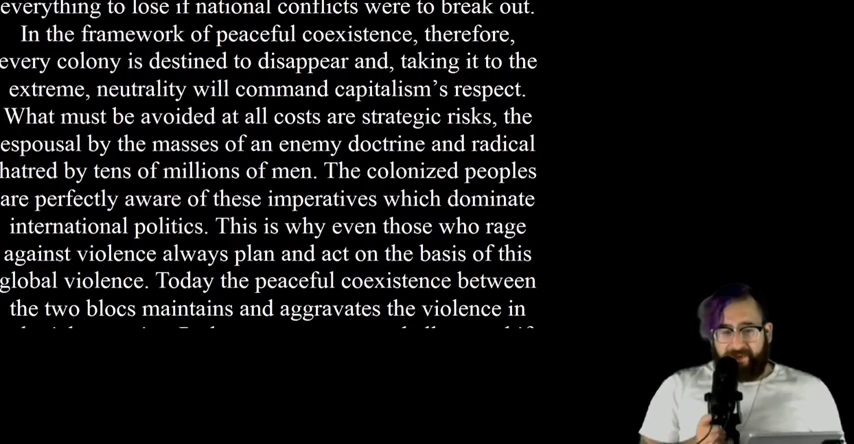 everything to lose if national conflicts were to break out.
In the framework of peaceful coexistence, therefore,
every colony is destined to disappear and, taking it to the
extreme, neutrality will command capitalism's respect.
What must be avoided at all costs are strategic risks, the
espousal by the masses of an enemy doctrine and radical
hatred by tens of millions of men. The colonized peoples
are perfectly aware of these imperatives which dominate
international politics. This is why even those who rage
against violence always plan and act on the basis of this
global violence. Today the peaceful coexistence between
the two blocs maintains and aggravates the violence in